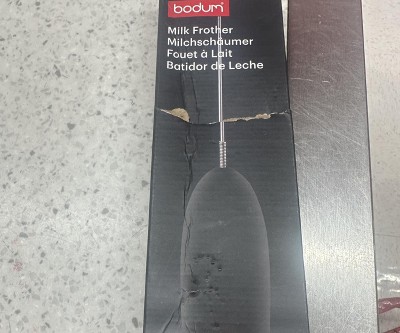 bodum
Milk Frother
Milchschäumer
Fouet à Lait
Batidor de Leche